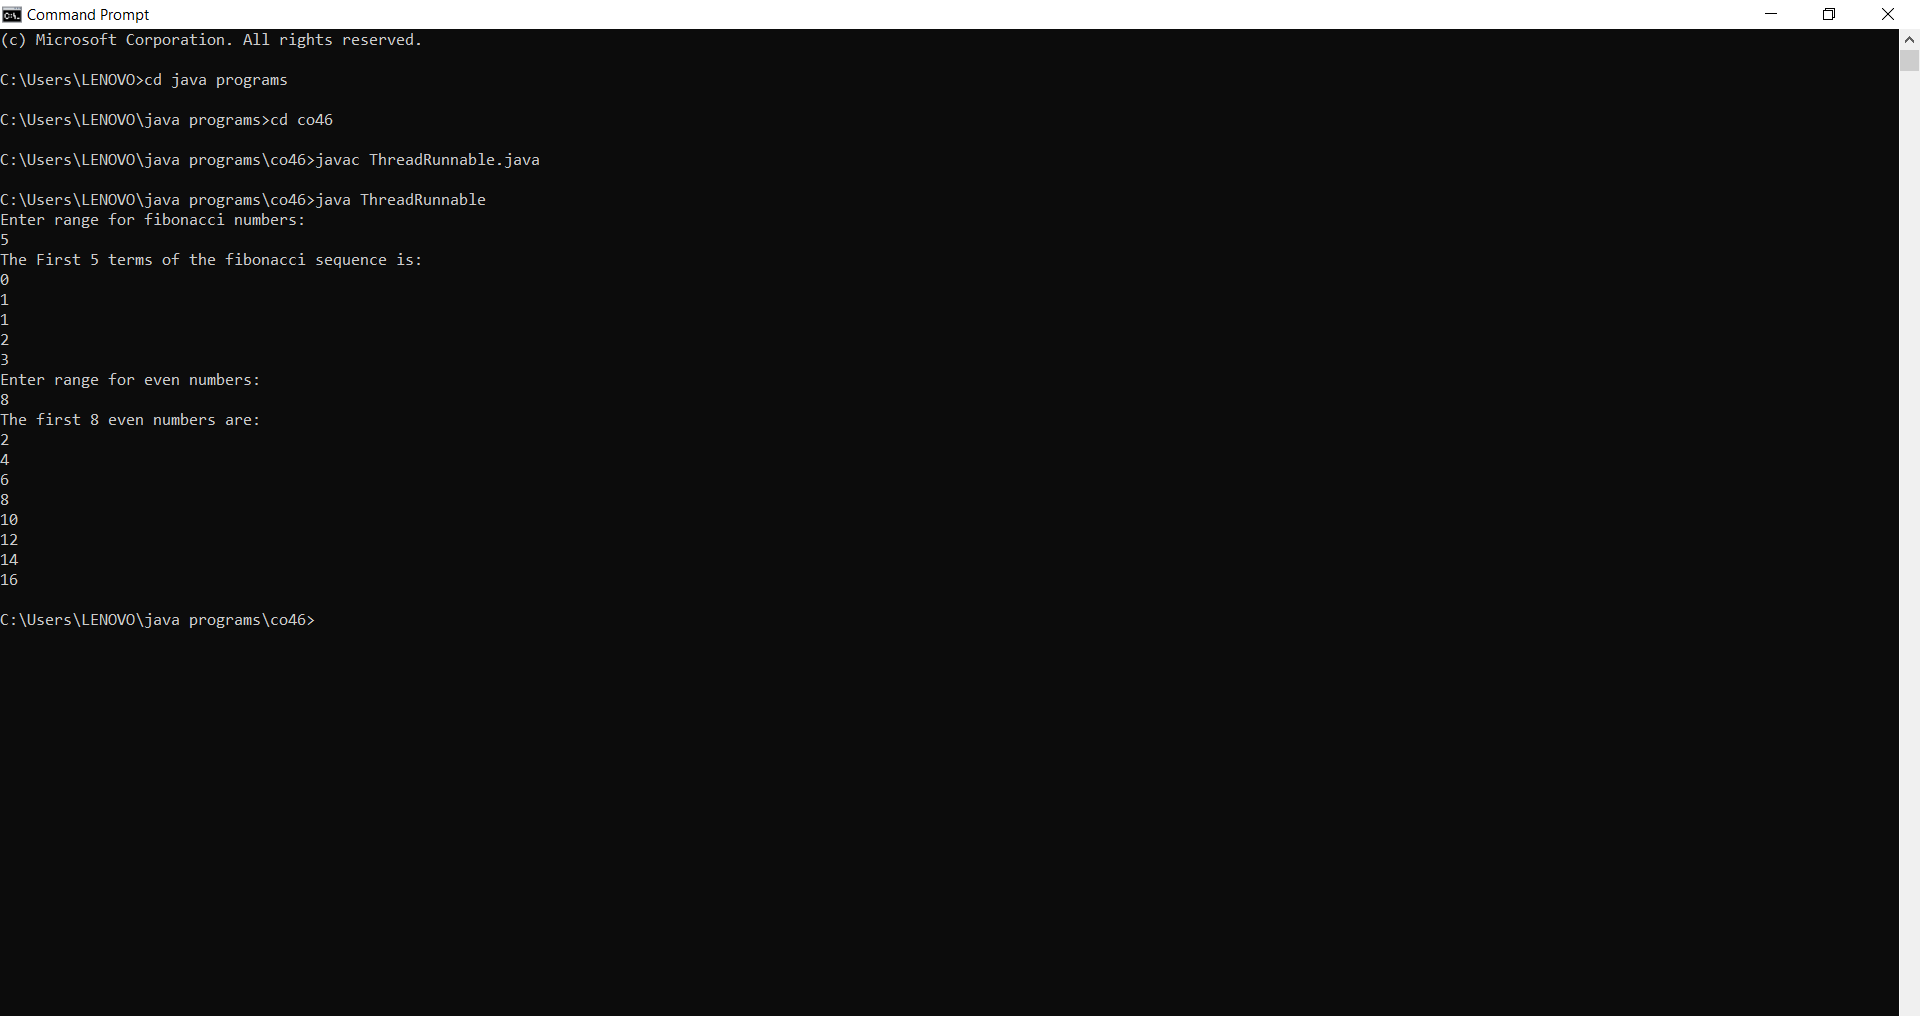 Command Prompt
(c) Microsoft Corporation. All rights reserved.
C:\Users\LENOVO>cd java programs
C:\Users\LENOVO\java programs>cd co46
C:\Users\LENOVO\java programs\co46>javac ThreadRunnable.java
C:\Users\LENOVO\java programs\co46>java ThreadRunnable
Enter range for fibonacci numbers:
5
The First 5 terms of the fibonacci sequence is:
0
1
1
2
3
Enter range for even numbers:
8
The first 8 even numbers are:
2
4
6
8
10
12
14
16
C:\Users\LENOVO\java programs\co46>